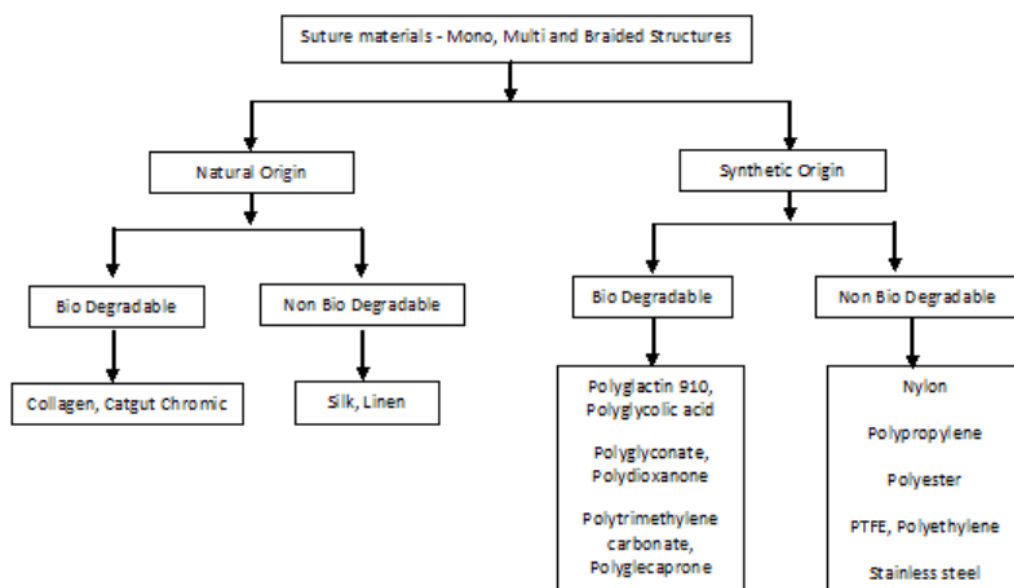 Suture materials - Mono, Multi and Braided Structures
Natural Origin
Synthetic Origin
Bio Degradable
Non Bio Degradable
Bio Degradable
Non Bio Degradable
Collagen, Catgut Chromic
Silk, Linen
Polyglactin 910,
Polyglycolic acid
Polyglyconate,
Polydioxanone
Polytrimethylene
carbonate,
Polyglecaprone
Nylon
Polypropylene
Polyester
PTFE, Polyethylene
Stainless steel